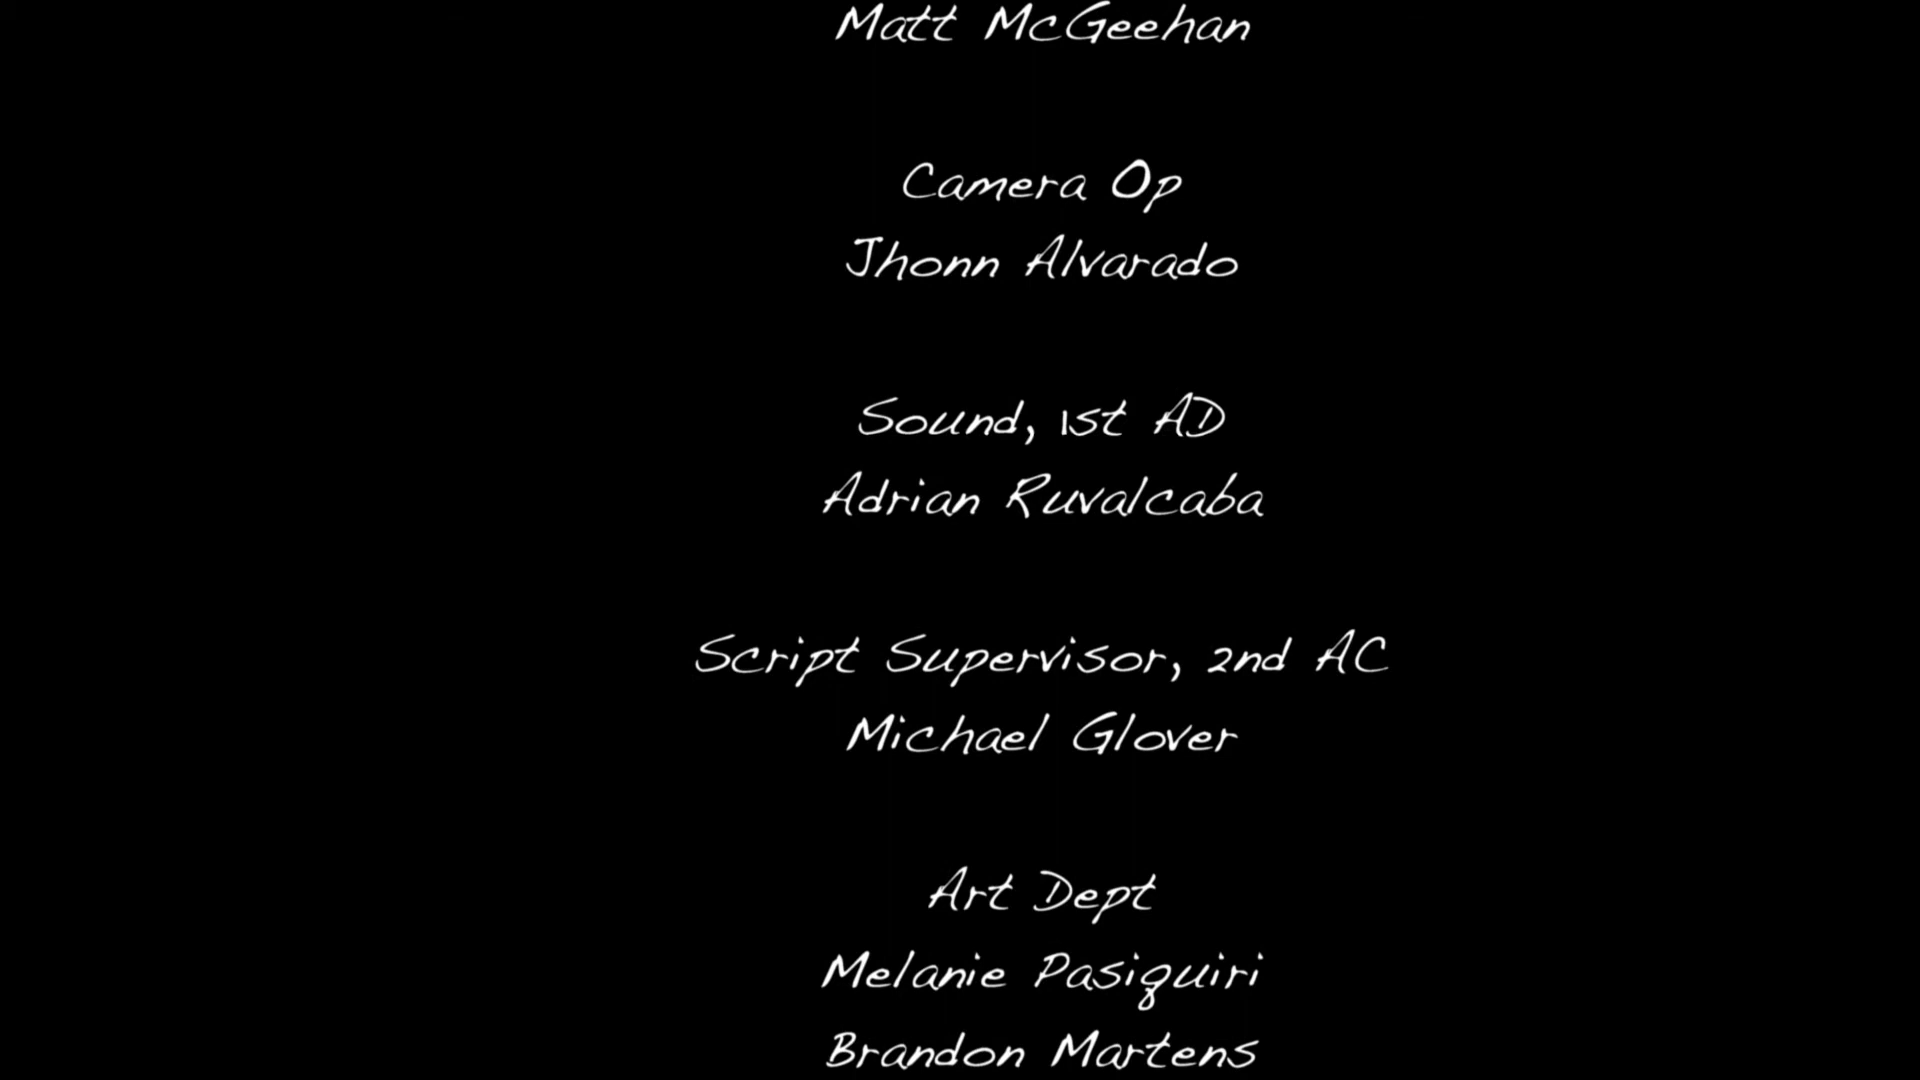 Matt McGeehan
Camera Op
Jhonn Alvarado
Sound, 1st AD
Adrian Ruvalcaba
Script Supervisor, 2nd AC
Michael Glover
Art Dept
Melanie Pasiquiri
Brandon Martens